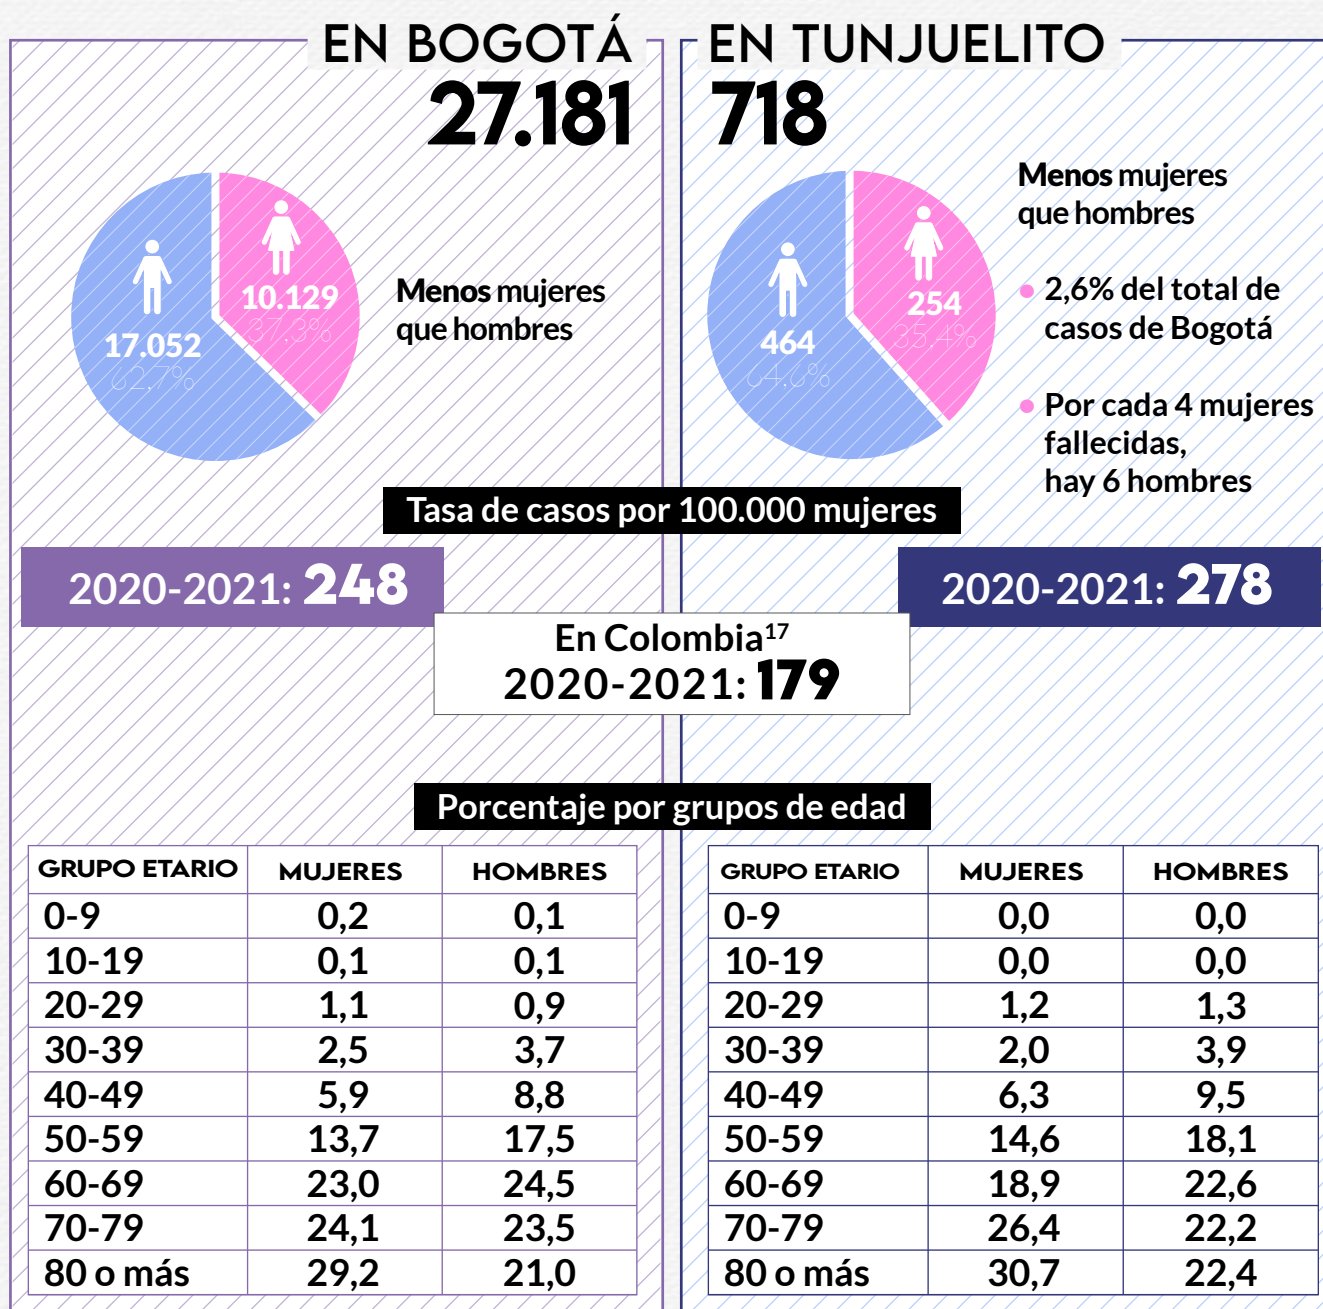 EN BOGOTÁ
27.181
17.052
62,7%
10.129
37,3%
Menos mujeres
que hombres
EN TUNJUELITO
718
464
64,6%
254
35,4%
Menos mujeres
que hombres
2,6% del total de
casos de Bogotá
Por cada 4 mujeres
fallecidas,
hay 6 hombres
Tasa de casos por 100.000 mujeres
2020-2021: 248
2020-2021: 278
En Colombia¹⁷
2020-2021: 179
Porcentaje por grupos de edad
GRUPO ETARIO MUJERES HOMBRES
0-9 0,2 0,1
10-19 0,1 0,1
20-29 1,1 0,9
30-39 2,5 3,7
40-49 5,9 8,8
50-59 13,7 17,5
60-69 23,0 24,5
70-79 24,1 23,5
80 o más 29,2 21,0
GRUPO ETARIO MUJERES HOMBRES
0-9 0,0 0,0
10-19 0,0 0,0
20-29 1,2 1,3
30-39 2,0 3,9
40-49 6,3 9,5
50-59 14,6 18,1
60-69 18,9 22,6
70-79 26,4 22,2
80 o más 30,7 22,4